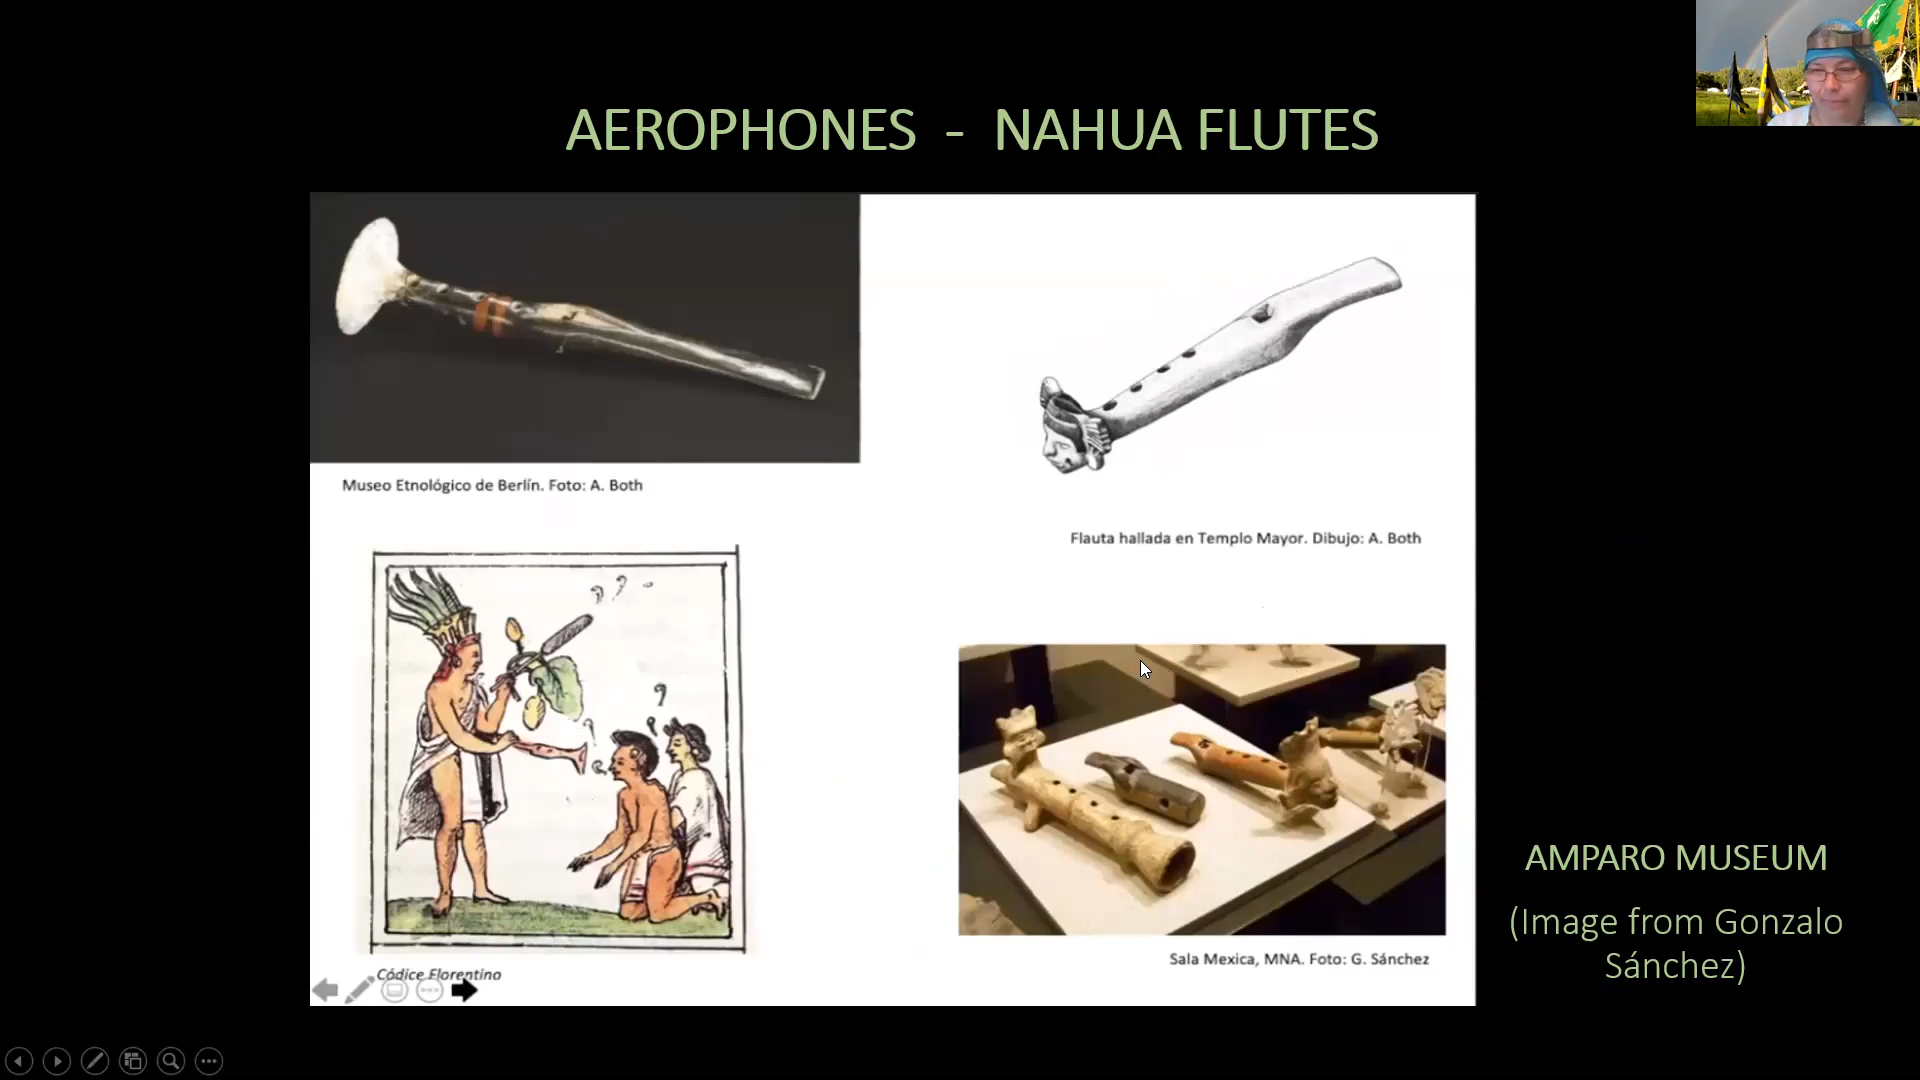 AEROPHONES - NAHUA FLUTES
Museo Etnológico de Berlín. Foto: A. Both
Flauta hallada en Templo Mayor. Dibujo: A. Both
Códice Florentino
Sala Mexica, MNA. Foto: G. Sánchez
AMPARO MUSEUM
(Image from Gonzalo
Sánchez)